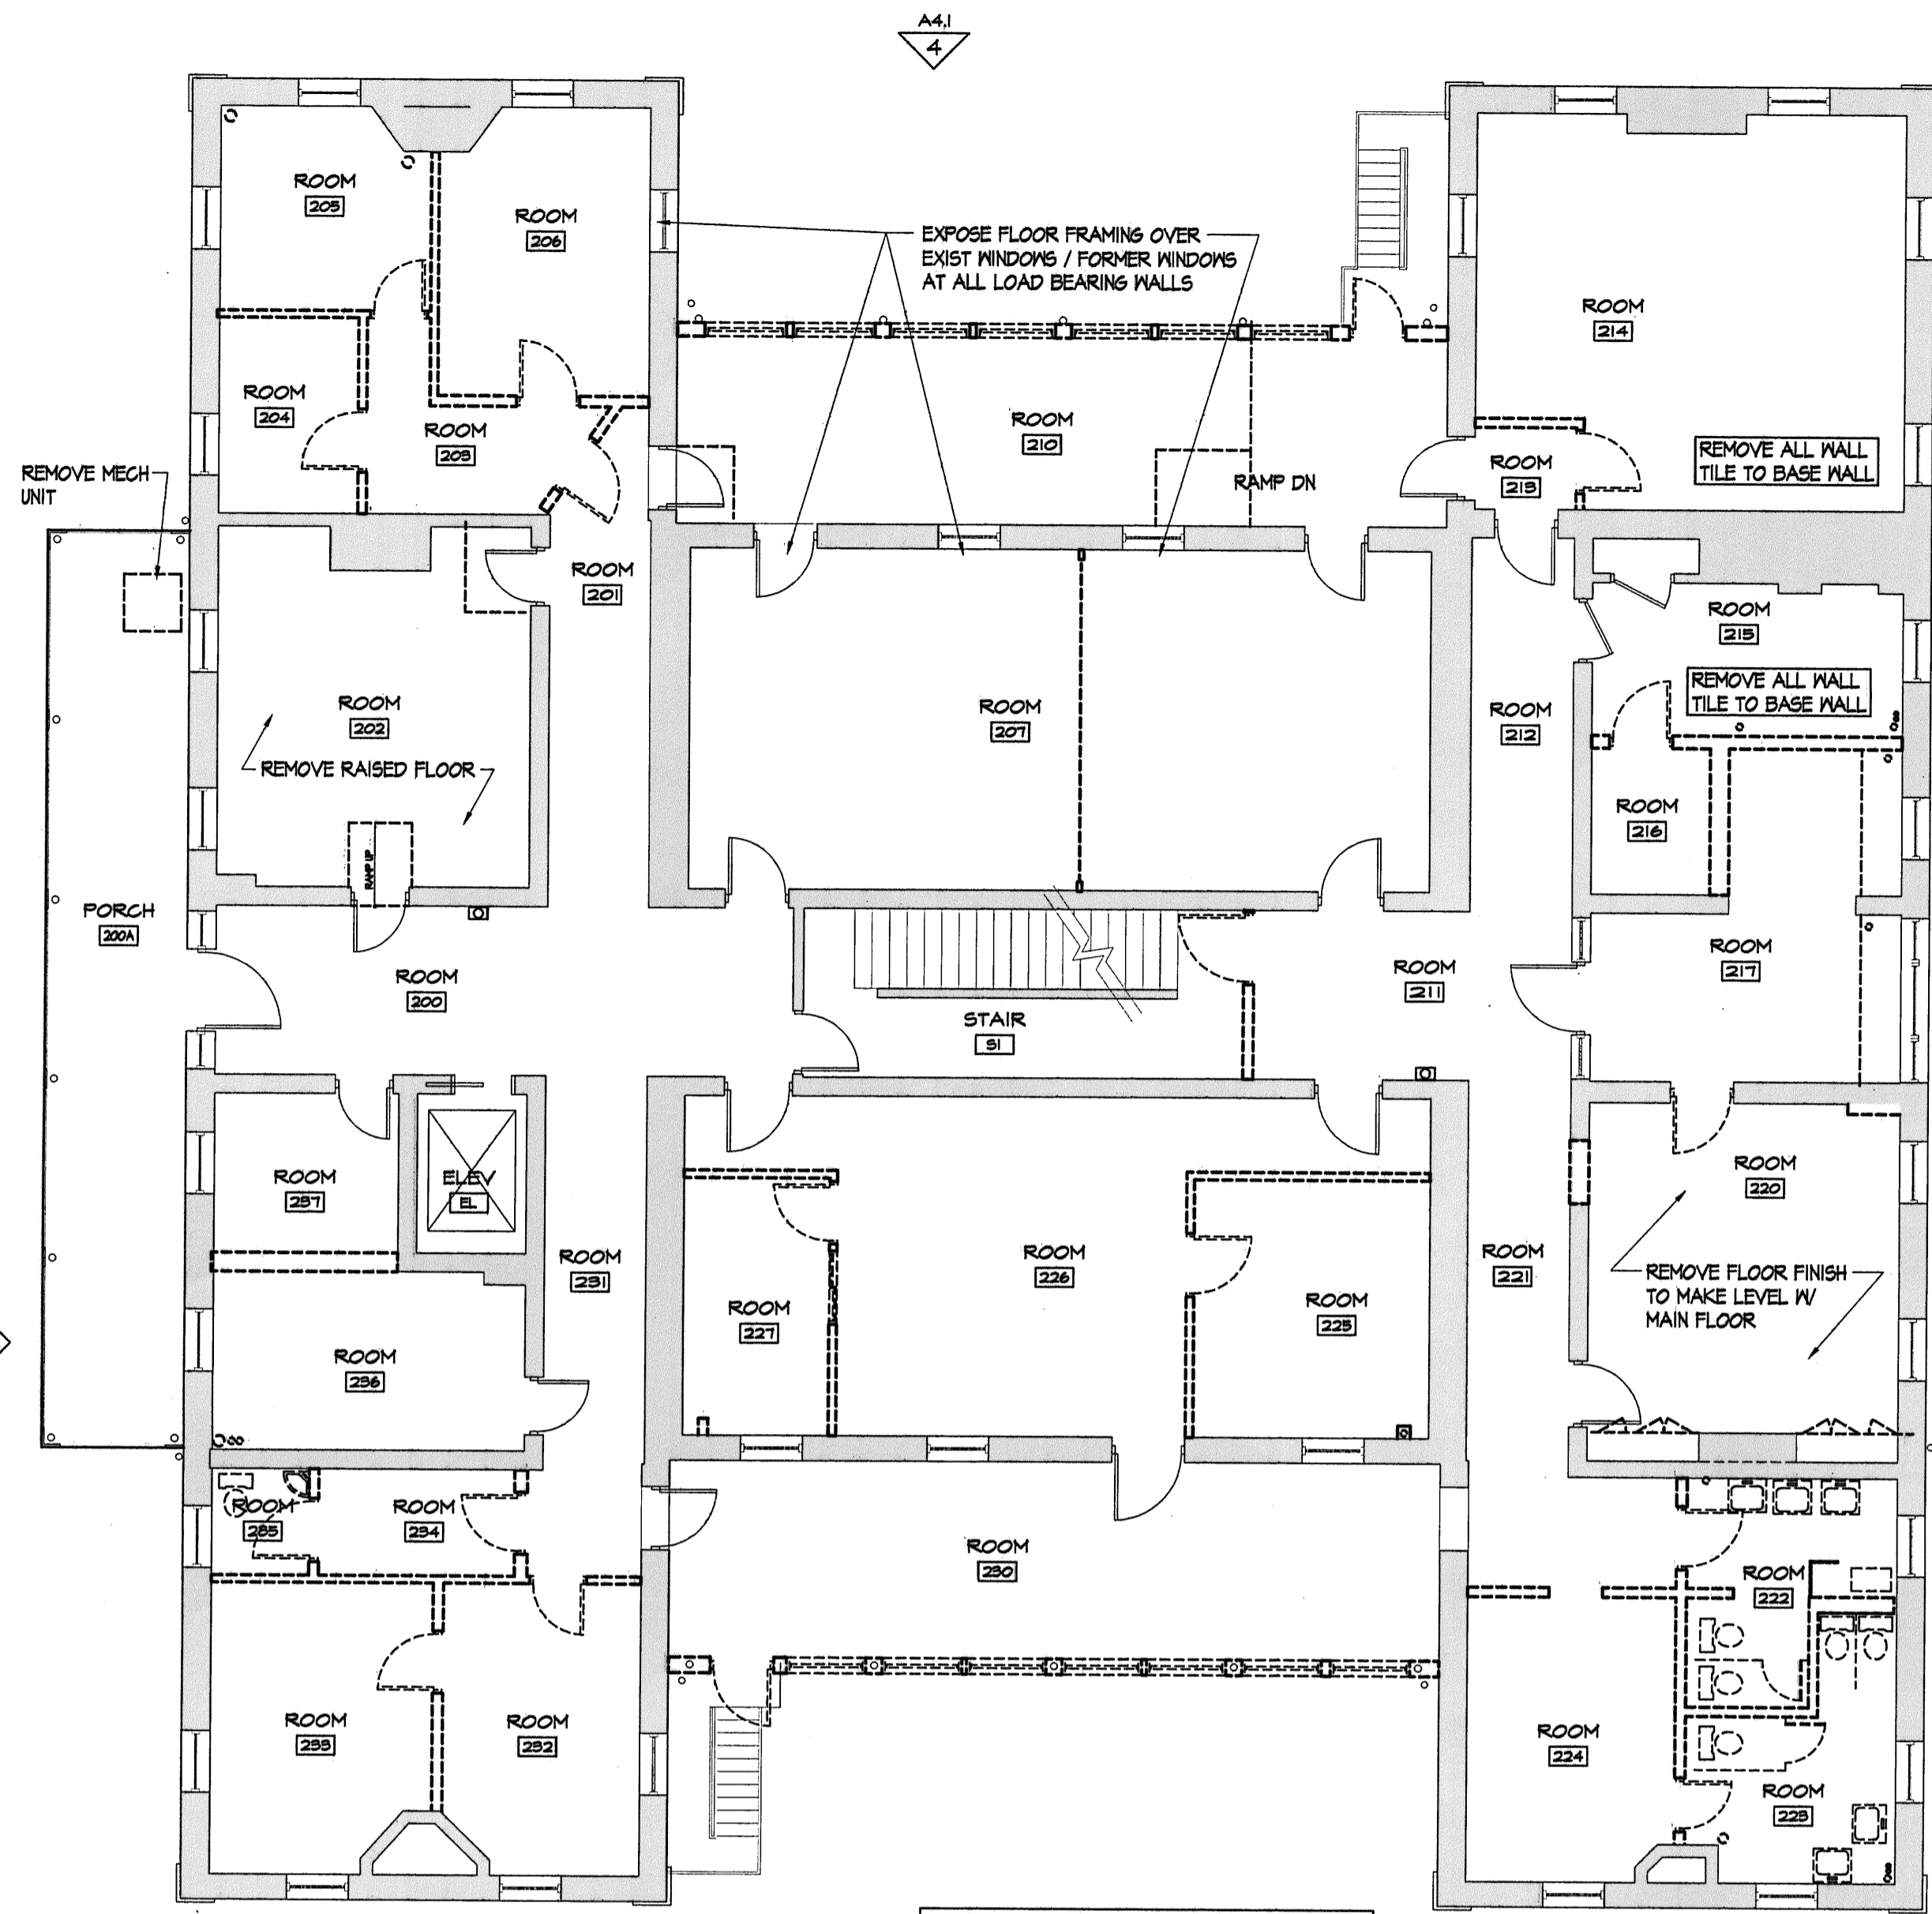 A4.1
4
ROOM
205
ROOM
206
EXPOSE FLOOR FRAMING OVER
EXIST WINDOWS / FORMER WINDOWS
AT ALL LOAD BEARING WALLS
ROOM
214
ROOM
204
ROOM
203
ROOM
210
RAMP DN
ROOM
213
REMOVE ALL WALL
TILE TO BASE WALL
REMOVE MECH
UNIT
ROOM
201
ROOM
215
REMOVE ALL WALL
TILE TO BASE WALL
ROOM
202
REMOVE RAISED FLOOR
ROOM
207
ROOM
212
ROOM
216
RAMP UP
PORCH
200A
ROOM
200
STAIR
S1
ROOM
211
ROOM
217
ROOM
237
ELEV
EL
ROOM
231
ROOM
227
ROOM
226
ROOM
225
ROOM
221
ROOM
220
REMOVE FLOOR FINISH
TO MAKE LEVEL W/
MAIN FLOOR
ROOM
236
ROOM
235
ROOM
234
ROOM
230
ROOM
222
ROOM
233
ROOM
232
ROOM
224
ROOM
223